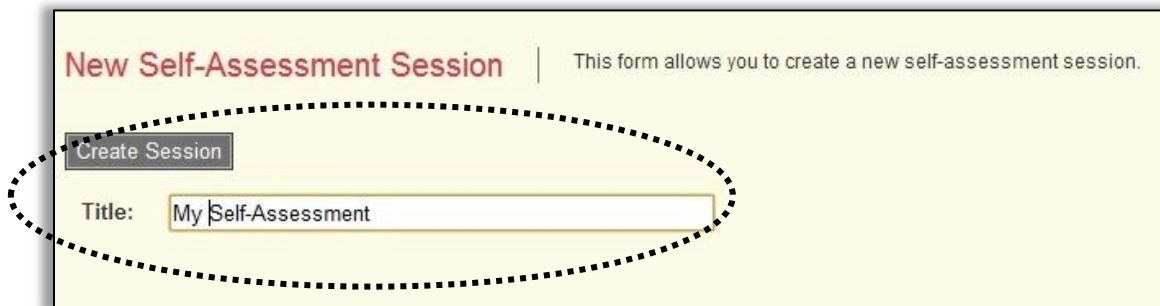 New Self-Assessment Session
This form allows you to create a new self-assessment session.
Create Session
Title: My Self-Assessment